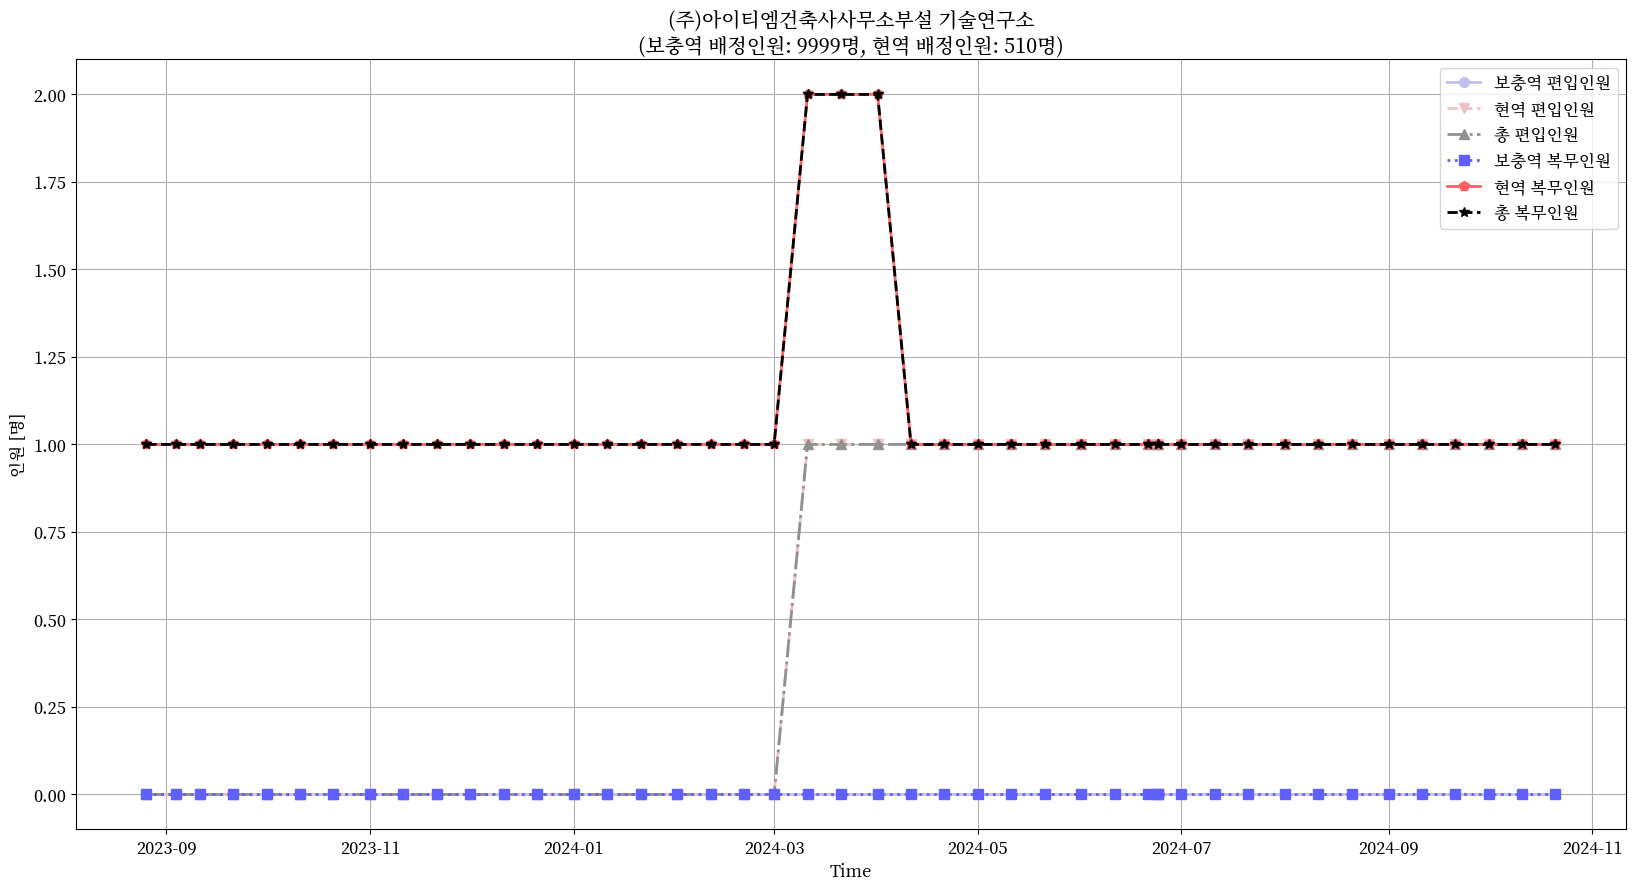 (주)아이티엠건축사사무소부설 기술연구소
(보충역 배정인원: 9999명, 현역 배정인원: 510명)
보충역 편입인원
현역 편입인원
총 편입인원
보충역 복무인원
현역 복무인원
총 복무인원
인원 [명]
2.00
1.75
1.50
1.25
1.00
0.75
0.50
0.25
0.00
2023-09
2023-11
2024-01
2024-03
2024-05
2024-07
2024-09
2024-11
Time